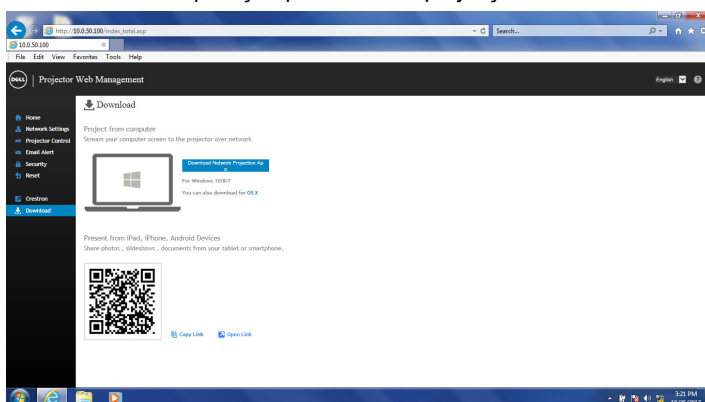 http://10.0.50.100/index_total.asp
Search...
10.0.50.100
File Edit View Favorites Tools Help
DELL | Projector Web Management
English
Download
Home
Network Settings
Projector Control
Email Alert
Security
Reset
Crestron
Download
Project from computer
Stream your computer screen to the projector over network
Download Network Projection Ap
p
For Windows 10/8/7
You can also download for OS X
Present from iPad, iPhone, Android Devices
Share photos , slideshows , documents from your tablet or smartphone.
Copy Link Open Link
3:21 PM